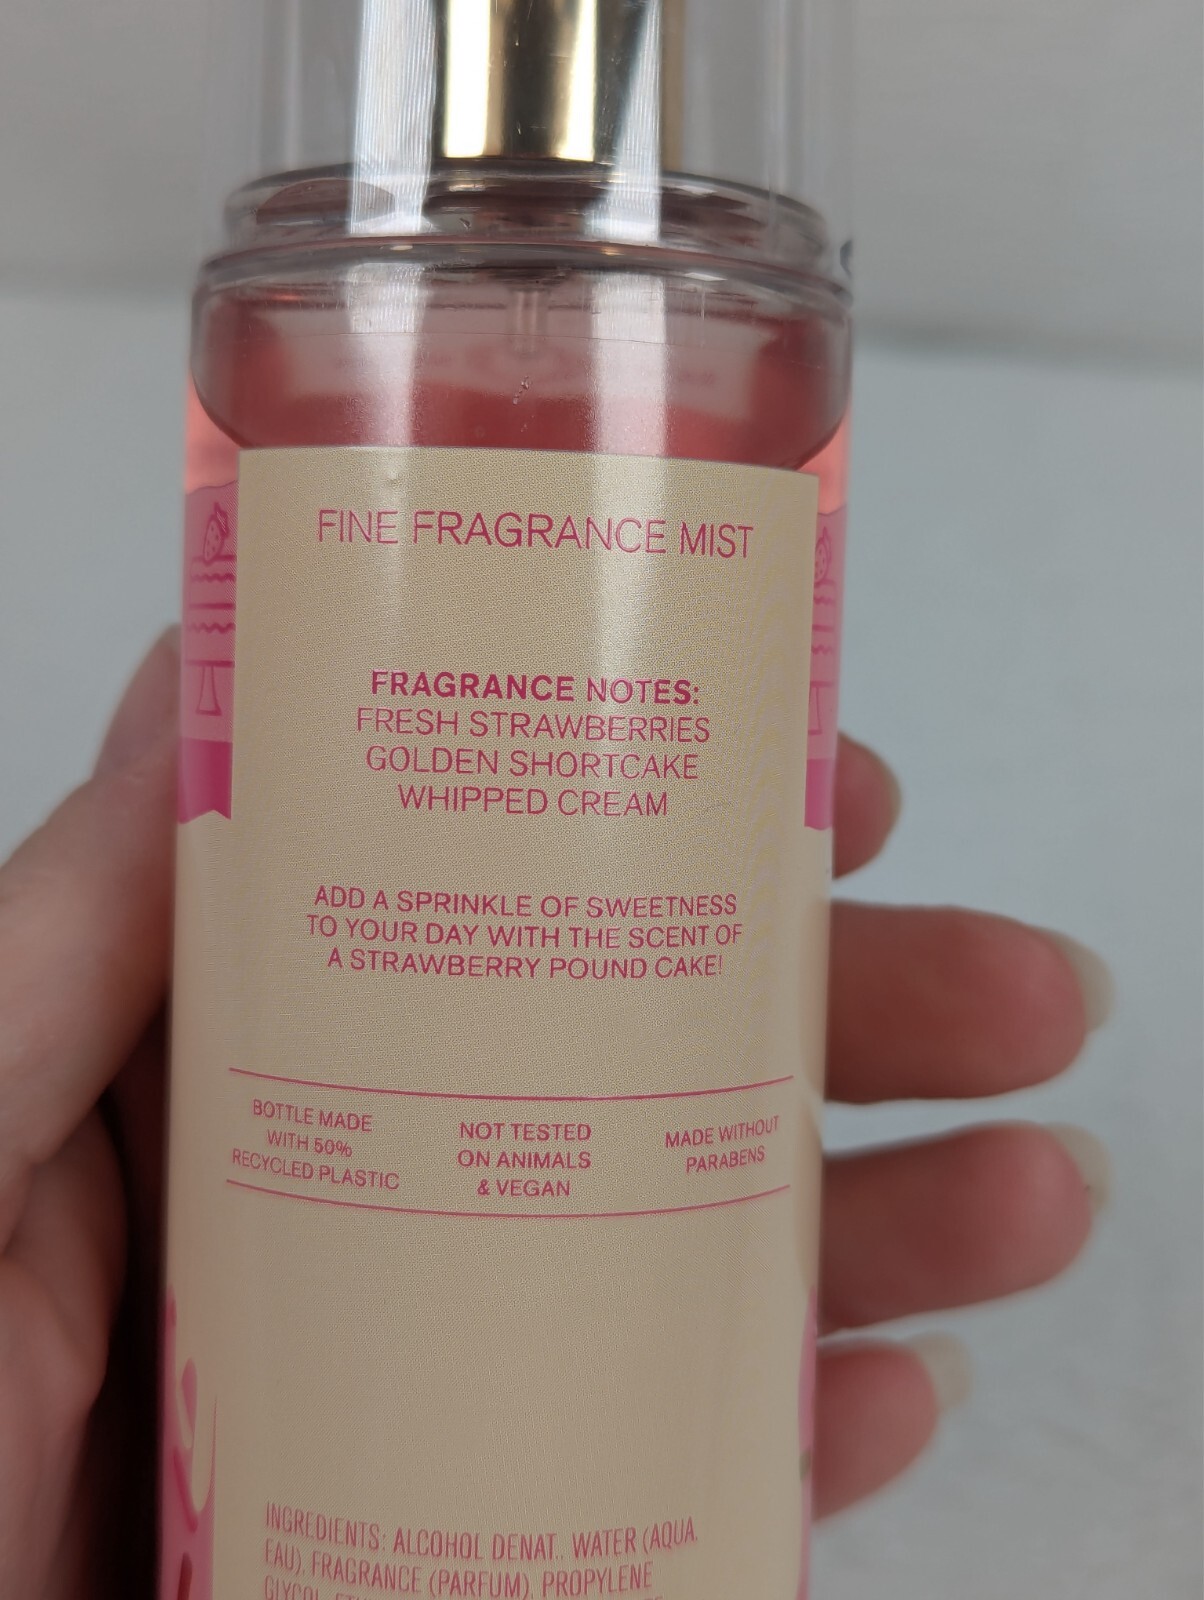 FINE FRAGRANCE MIST
FRAGRANCE NOTES:
FRESH STRAWBERRIES
GOLDEN SHORTCAKE
WHIPPED CREAM
ADD A SPRINKLE OF SWEETNESS
TO YOUR DAY WITH THE SCENT OF
A STRAWBERRY POUND CAKE!
BOTTLE MADE
WITH 50%
RECYCLED PLASTIC
NOT TESTED
ON ANIMALS
& VEGAN
MADE WITHOUT
PARABENS
INGREDIENTS: ALCOHOL DENAT., WATER (AQUA,
EAU), FRAGRANCE (PARFUM), PROPYLENE
GLYCOL,